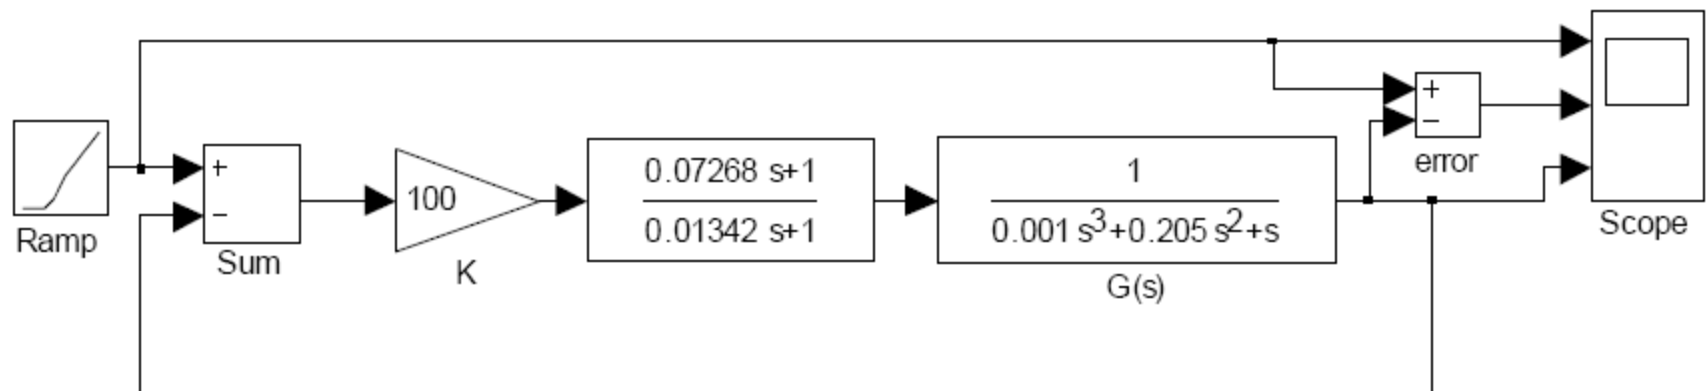 Ramp
+
−
Sum
100
K
0.07268 s+1
0.01342 s+1
1
0.001 s3+0.205 s2+s
G(s)
+
−
error
Scope